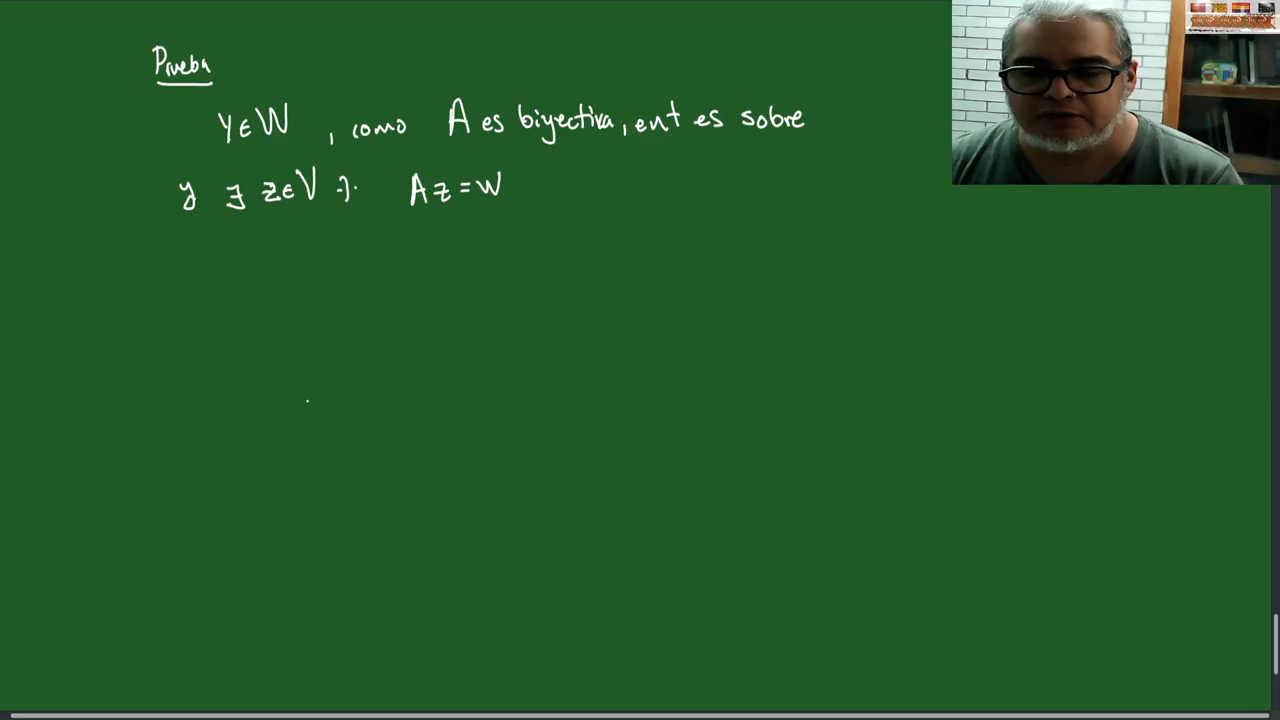 Prueba
y ∈ W , como A es biyectiva, ent es sobre
y ∃ z ∈ V ·)· A z = w